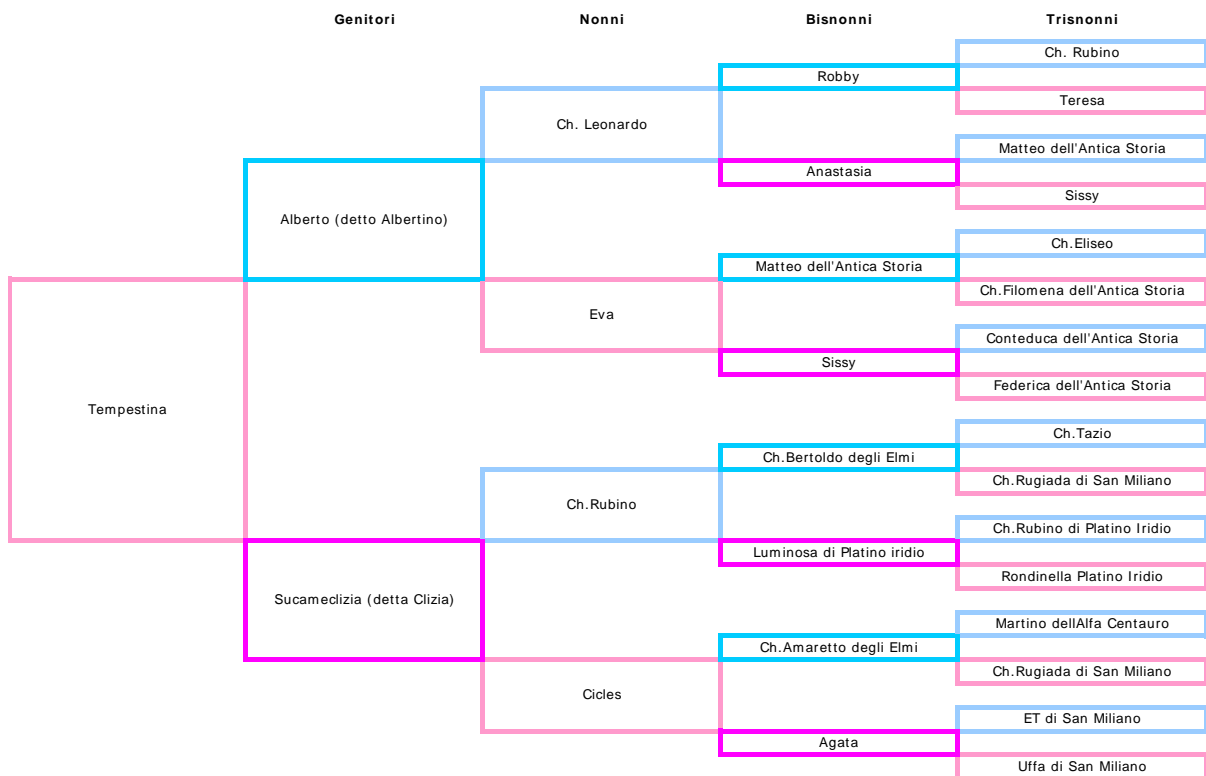 Genitori Nonni Bisnonni Trisnonni
Ch. Rubino
Robby
Teresa
Ch. Leonardo
Matteo dell'Antica Storia
Anastasia
Sissy
Alberto (detto Albertino)
Ch.Eliseo
Matteo dell'Antica Storia
Ch.Filomena dell'Antica Storia
Eva
Conteduca dell'Antica Storia
Sissy
Federica dell'Antica Storia
Tempestina
Ch.Tazio
Ch.Bertoldo degli Elmi
Ch.Rugiada di San Miliano
Ch.Rubino
Ch.Rubino di Platino Iridio
Luminosa di Platino iridio
Rondinella Platino Iridio
Sucameclizia (detta Clizia)
Martino dellAlfa Centauro
Ch.Amaretto degli Elmi
Ch.Rugiada di San Miliano
Cicles
ET di San Miliano
Agata
Uffa di San Miliano